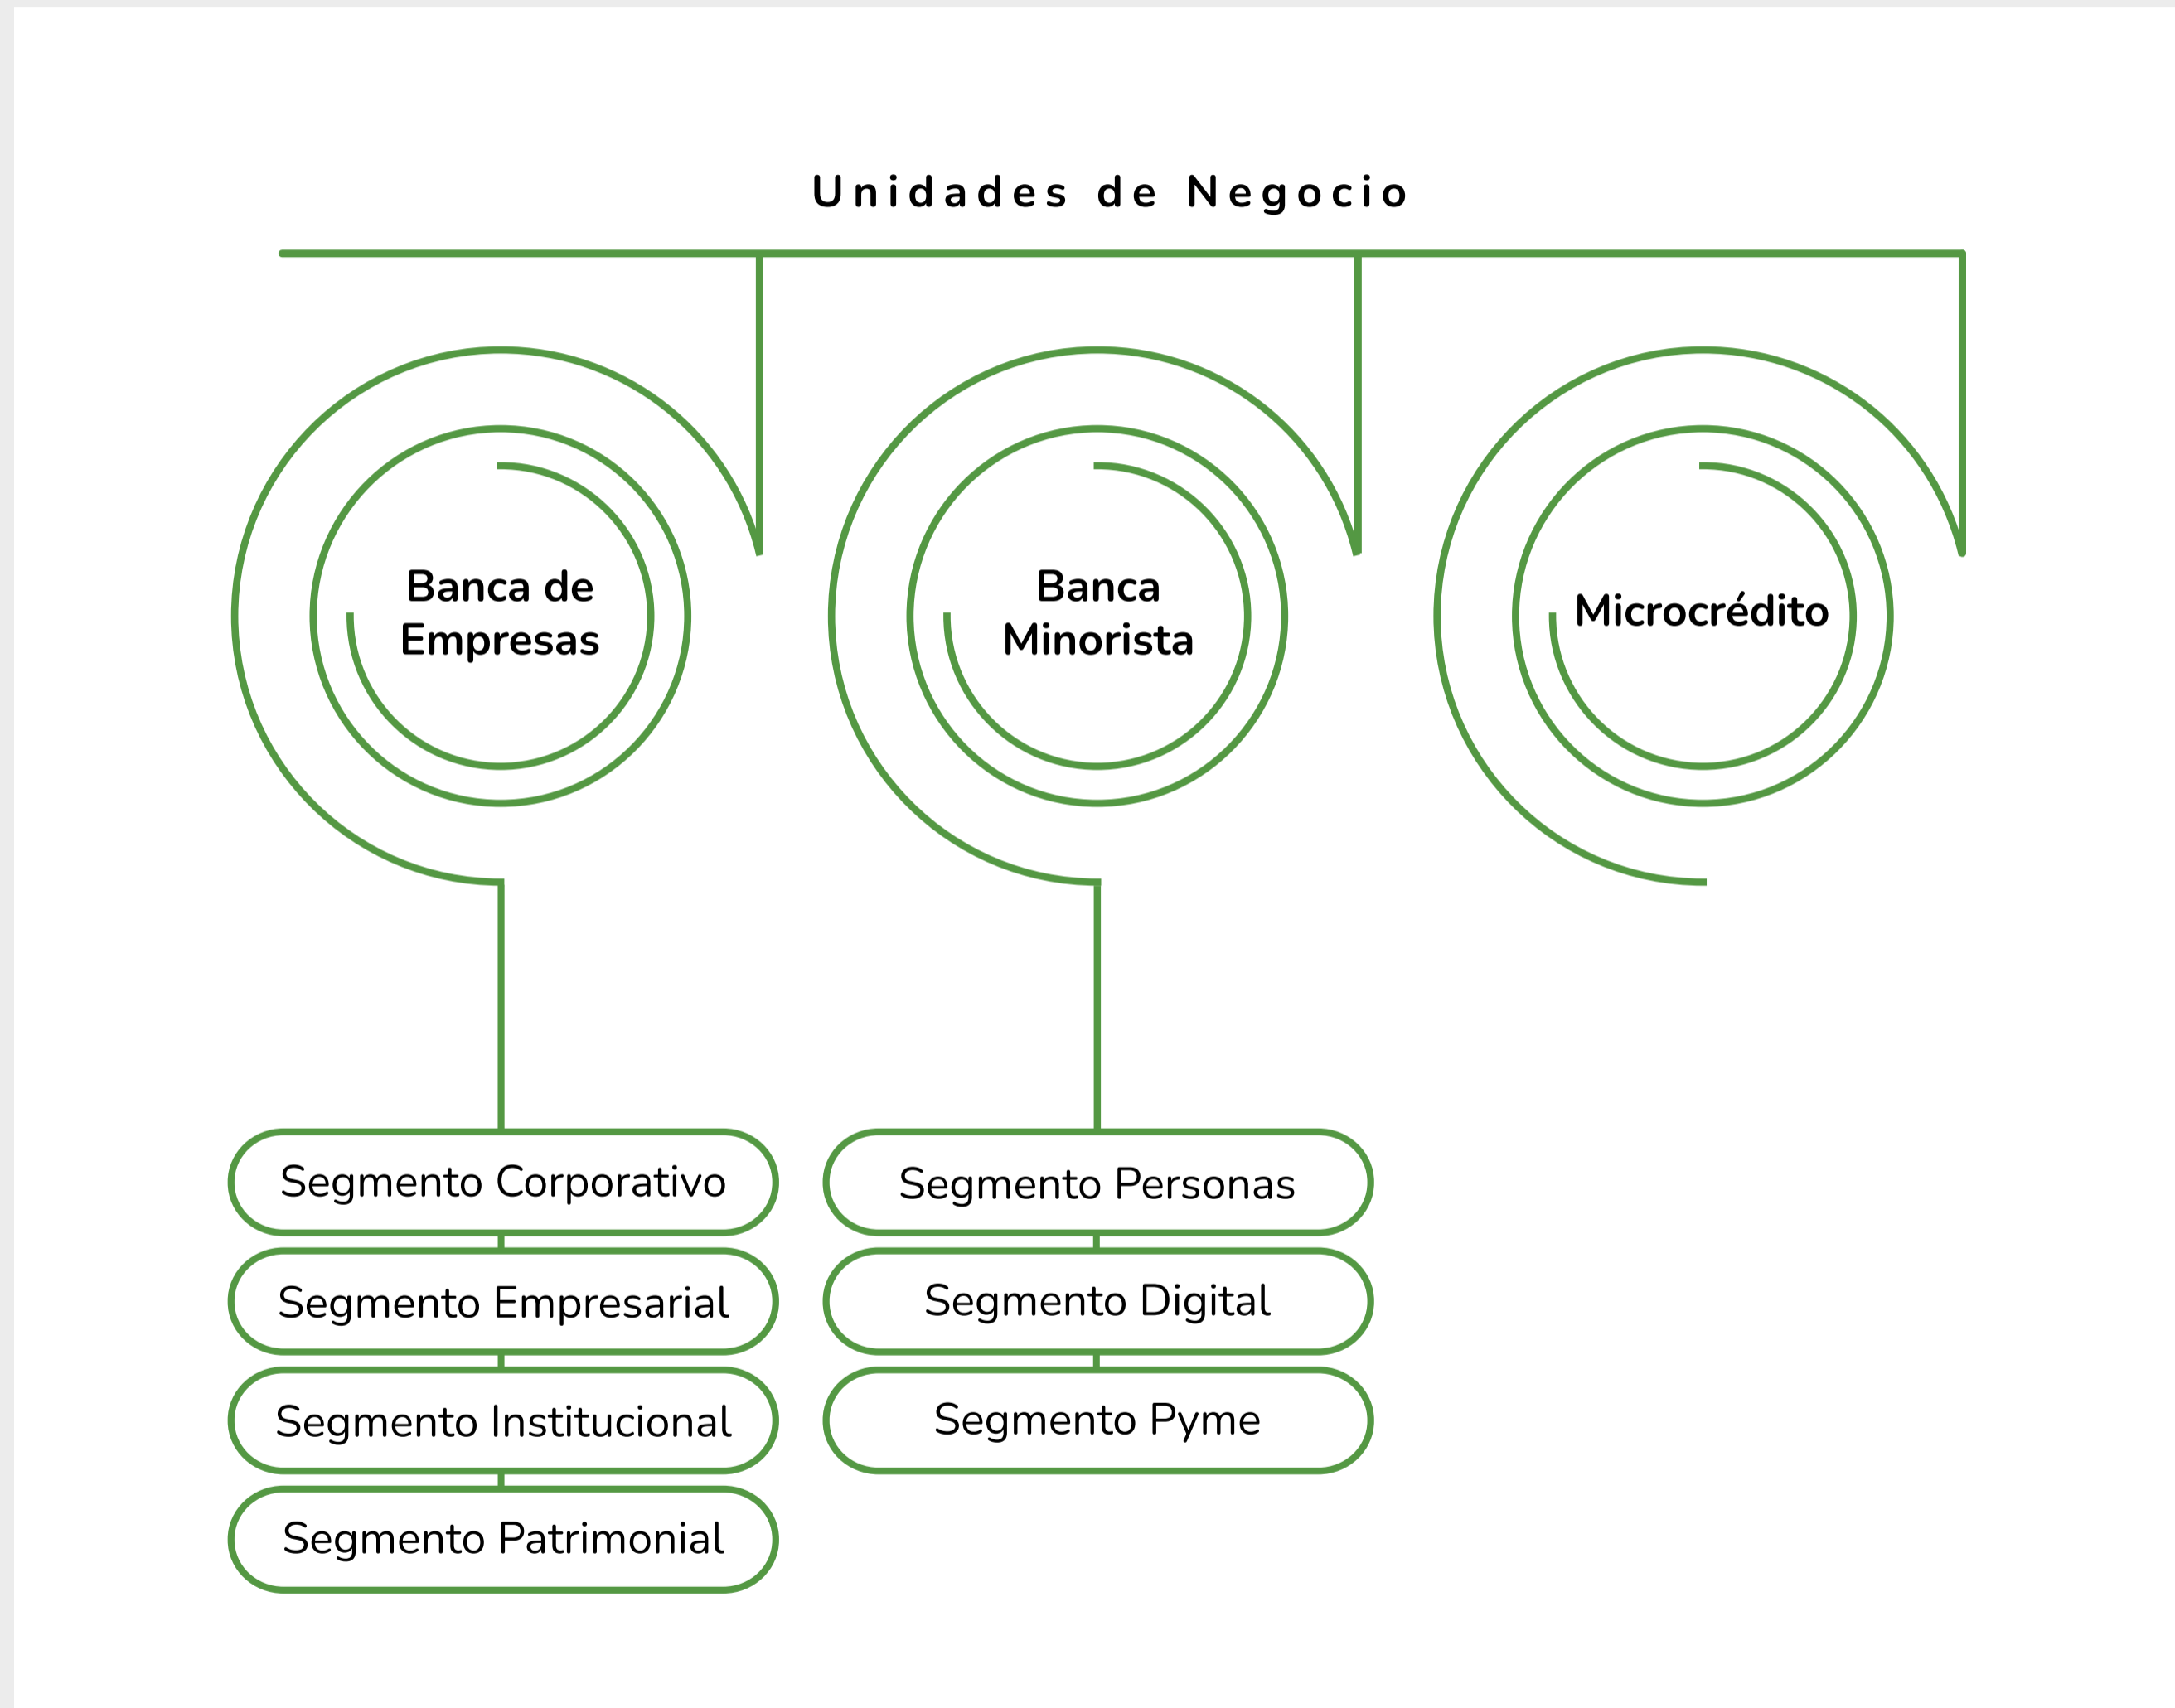 Unidades de Negocio
Banca de
Empresas
Banca
Minorista
Microcrédito
Segmento Corporativo
Segmento Empresarial
Segmento Institucional
Segmento Patrimonial
Segmento Personas
Segmento Digital
Segmento Pyme